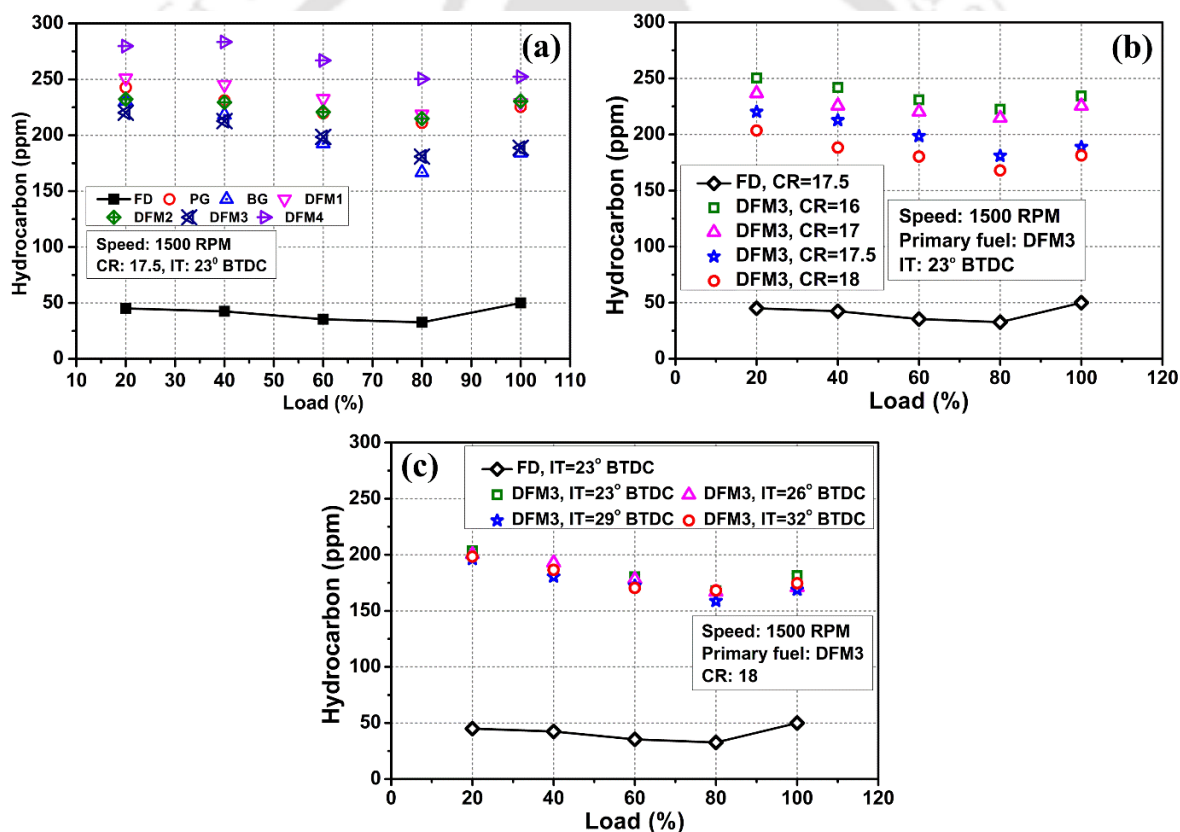 300
250
200
150
100
50
0
Hydrocarbon (ppm)
(a)
FD PG BG DFM1
DFM2 DFM3 DFM4
Speed: 1500 RPM
CR: 17.5, IT: 23⁰ BTDC
10 20 30 40 50 60 70 80 90 100 110
Load (%)
300
250
200
150
100
50
0
Hydrocarbon (ppm)
(b)
FD, CR=17.5
DFM3, CR=16
DFM3, CR=17
DFM3, CR=17.5
DFM3, CR=18
Speed: 1500 RPM
Primary fuel: DFM3
IT: 23° BTDC
0 20 40 60 80 100 120
Load (%)
300
250
200
150
100
50
0
Hydrocarbon (ppm)
(c)
FD, IT=23° BTDC
DFM3, IT=23° BTDC DFM3, IT=26° BTDC
DFM3, IT=29° BTDC DFM3, IT=32° BTDC
Speed: 1500 RPM
Primary fuel: DFM3
CR: 18
0 20 40 60 80 100 120
Load (%)